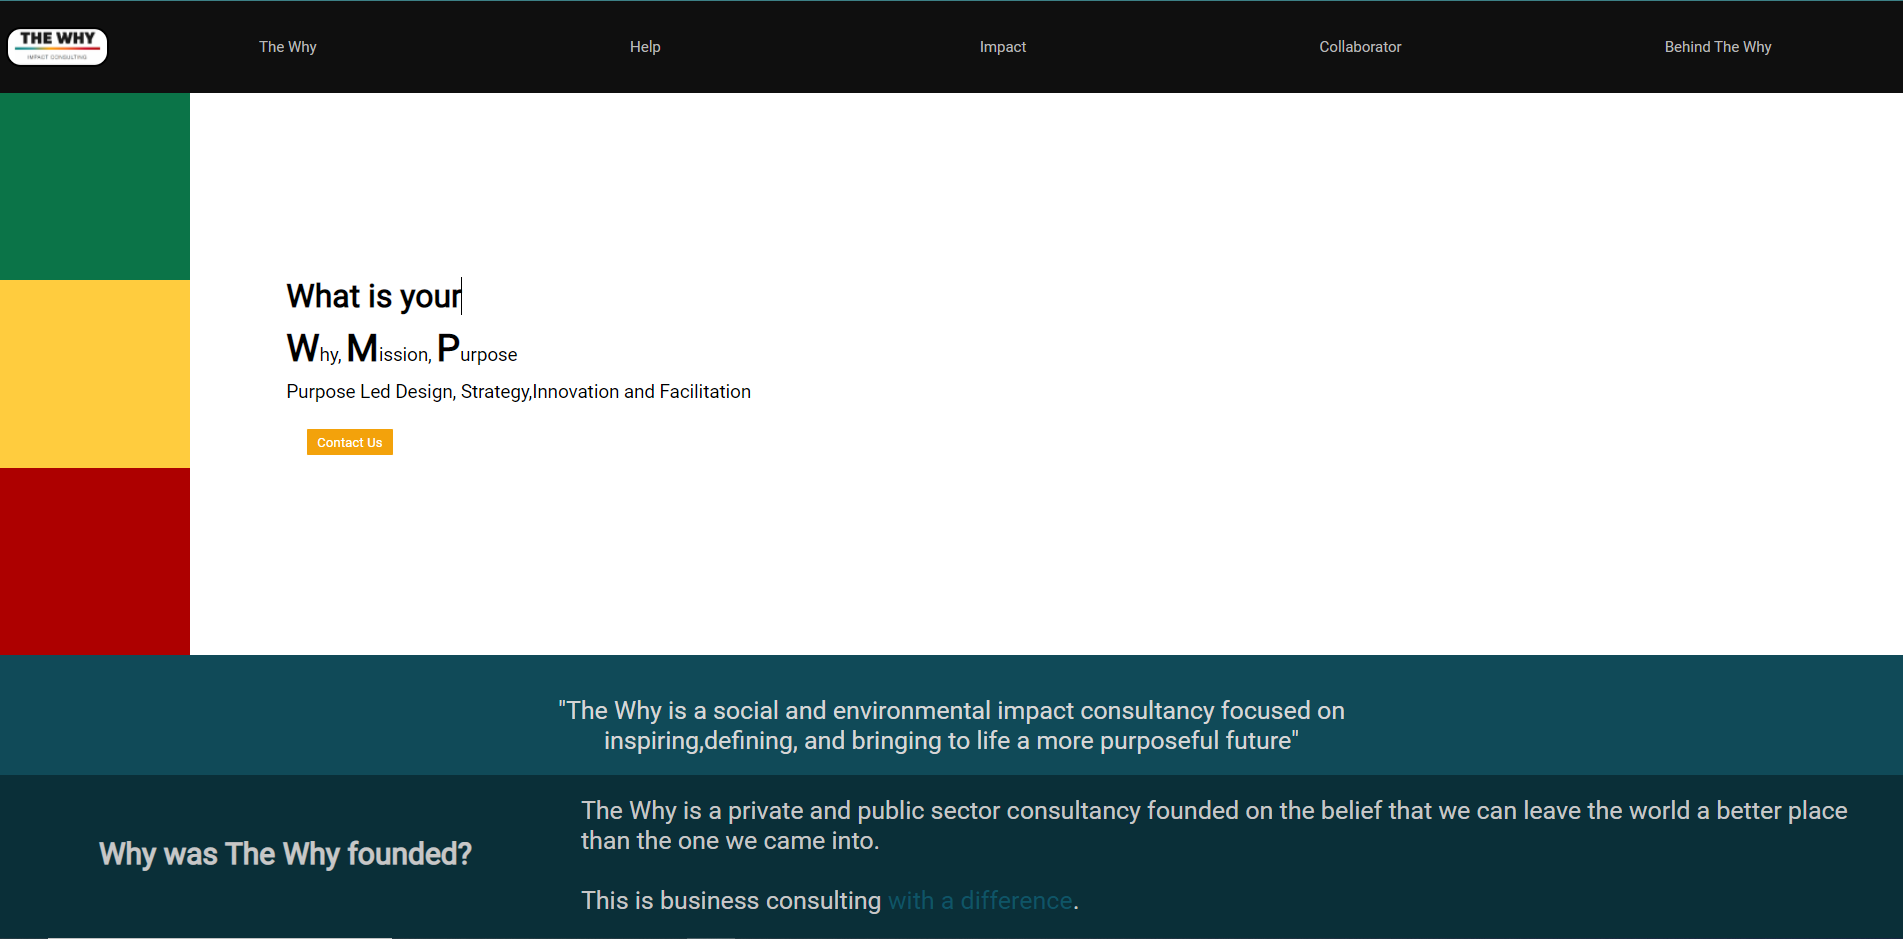 THE WHY
IMPACT CONSULTING
The Why
Help
Impact
Collaborator
Behind The Why
What is your
Why, Mission, Purpose
Purpose Led Design, Strategy,Innovation and Facilitation
Contact Us
"The Why is a social and environmental impact consultancy focused on
inspiring,defining, and bringing to life a more purposeful future"
Why was The Why founded?
The Why is a private and public sector consultancy founded on the belief that we can leave the world a better place
than the one we came into.
This is business consulting with a difference.